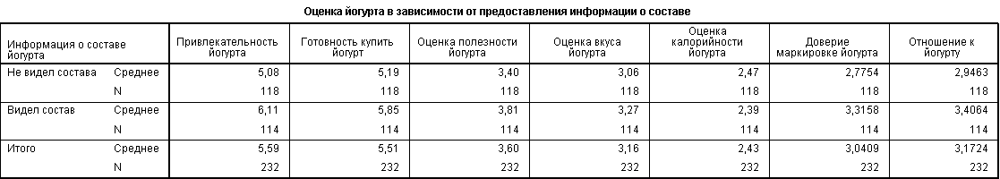 Оценка йогурта в зависимости от предоставления информации о составе
Информация о составе йогурта Привлекательность йогурта Готовность купить йогурт Оценка полезности йогурта Оценка вкуса йогурта Оценка калорийности йогурта Доверие маркировке йогурта Отношение к йогурту
Не видел состава Среднее 5,08 5,19 3,40 3,06 2,47 2,7754 2,9463
N 118 118 118 118 118 118 118
Видел состав Среднее 6,11 5,85 3,81 3,27 2,39 3,3158 3,4064
N 114 114 114 114 114 114 114
Итого Среднее 5,59 5,51 3,60 3,16 2,43 3,0409 3,1724
N 232 232 232 232 232 232 232